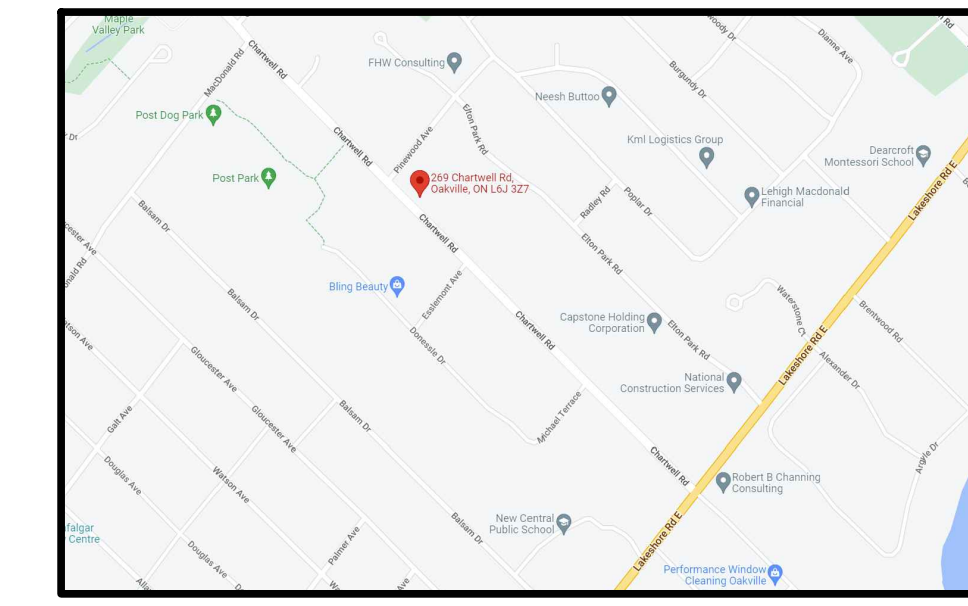 Maple
Valley Park
MacDonald Rd
Chartwell Rd
FHW Consulting
Burgundy Dr
Dianne Ave
Rd
Post Dog Park
Neesh Buttoo
Elton Park Rd
Pinewood Ave
Chartwell Rd
Kml Logistics Group
Dearcroft
Montessori School
Post Park
269 Chartwell Rd,
Oakville, ON L6J 3Z7
Lehigh Macdonald
Financial
Lakeshore Rd E
Radley Rd
Poplar Dr
Balsam Dr
Chartwell Rd
Elton Park Rd
Bling Beauty
Esslemont Ave
Balsam Dr
Donessle Dr
Chartwell Rd
Capstone Holding
Corporation
Elton Park Rd
Waterstone Ct
Brentwood Rd
Lakeshore Rd E
Alexander Dr
Gloucester Ave
National
Construction Services
Galt Ave
Gloucester Ave
Balsam Dr
Michael Terrace
Douglas Ave
Watson Ave
Chartwell Rd
Argyle Dr
Robert B Channing
Consulting
New Central
Public School
Balsam Dr
Lakeshore Rd E
Palmer Ave
Douglas Ave
Centre
Ave
Performance Window
Cleaning Oakville